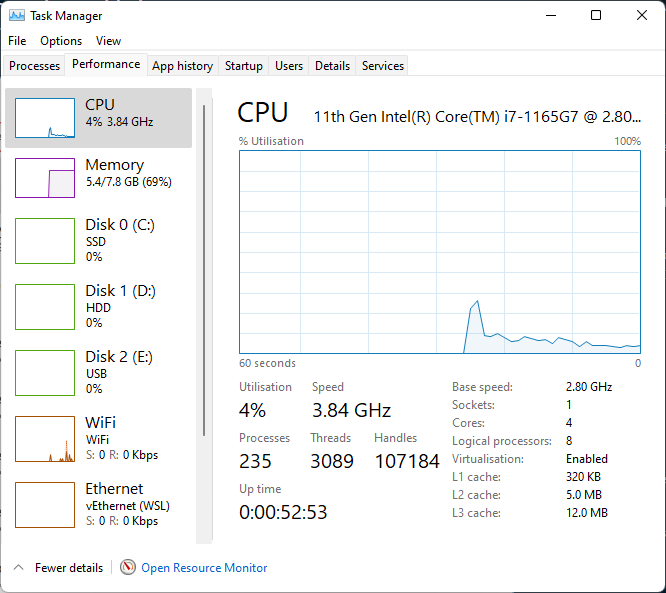 Task Manager
File Options View
Processes Performance App history Startup Users Details Services
CPU
4% 3.84 GHz
Memory
5.4/7.8 GB (69%)
Disk 0 (C:)
SSD
0%
Disk 1 (D:)
HDD
0%
Disk 2 (E:)
USB
0%
WiFi
WiFi
S: 0 R: 0 Kbps
Ethernet
vEthernet (WSL)
S: 0 R: 0 Kbps
CPU 11th Gen Intel(R) Core(TM) i7-1165G7 @ 2.80...
% Utilisation 100%
60 seconds 0
Utilisation Speed
4% 3.84 GHz
Processes Threads Handles
235 3089 107184
Up time
0:00:52:53
Base speed: 2.80 GHz
Sockets: 1
Cores: 4
Logical processors: 8
Virtualisation: Enabled
L1 cache: 320 KB
L2 cache: 5.0 MB
L3 cache: 12.0 MB
Fewer details Open Resource Monitor